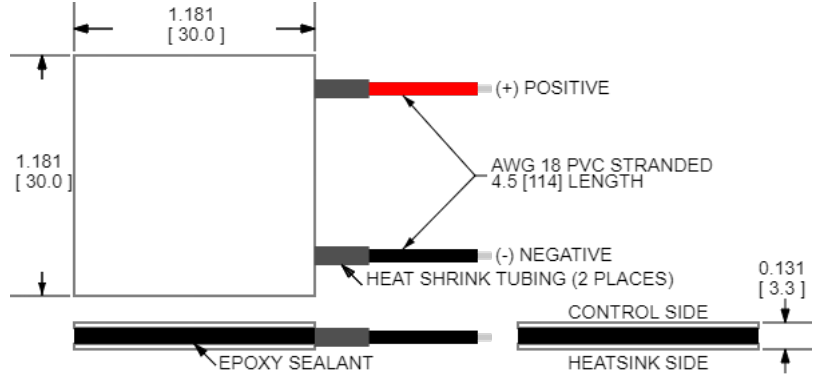 1.181
[ 30.0 ]
(+) POSITIVE
1.181
[ 30.0 ]
AWG 18 PVC STRANDED
4.5 [114] LENGTH
(-) NEGATIVE
HEAT SHRINK TUBING (2 PLACES)
0.131
[ 3.3 ]
CONTROL SIDE
EPOXY SEALANT
HEATSINK SIDE